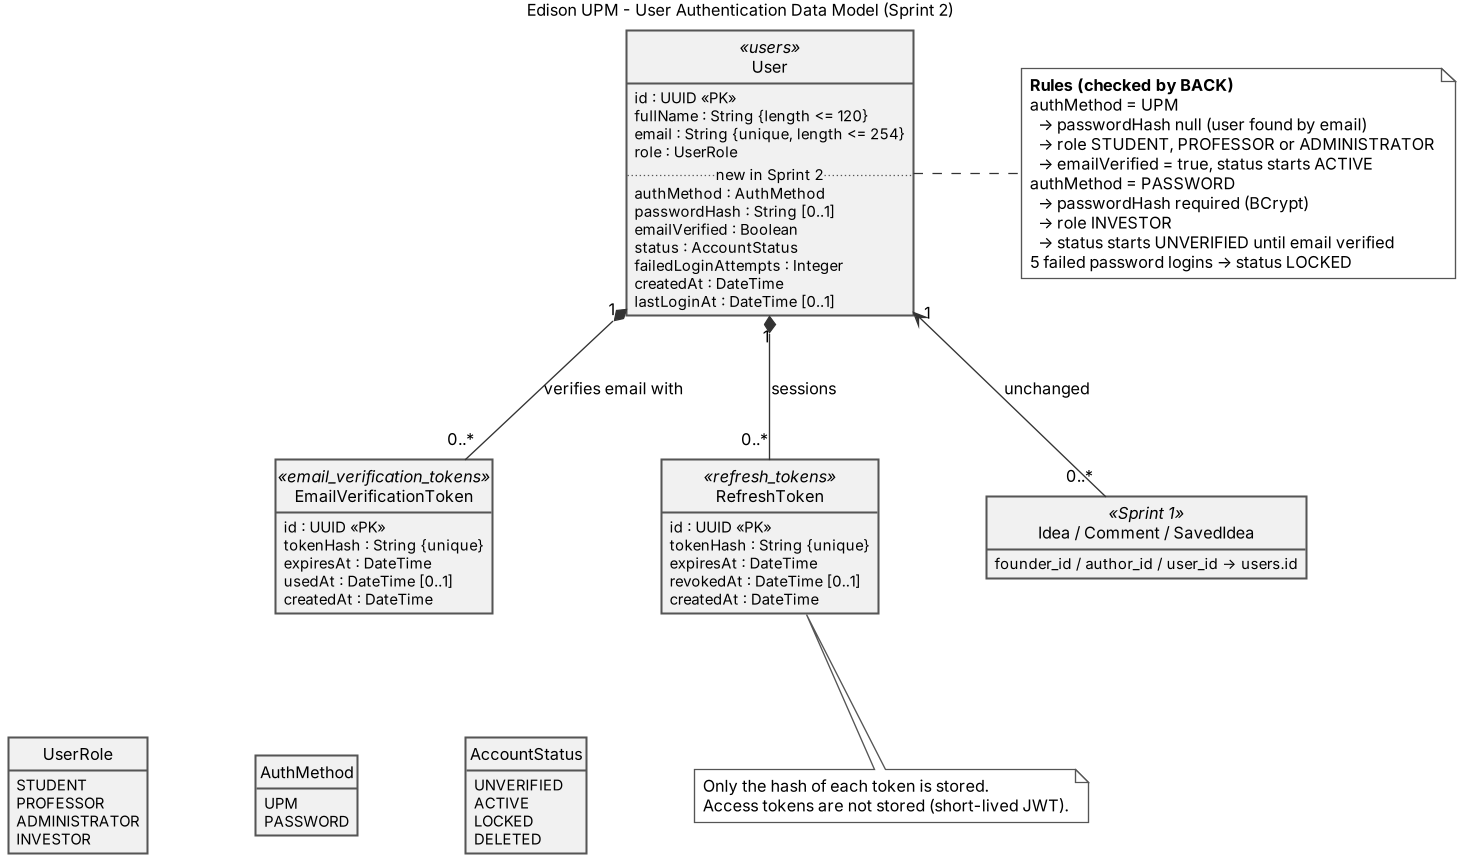 Edison UPM - User Authentication Data Model (Sprint 2)
«users»
User
id : UUID «PK»
fullName : String {length <= 120}
email : String {unique, length <= 254}
role : UserRole
new in Sprint 2
authMethod : AuthMethod
passwordHash : String [0..1]
emailVerified : Boolean
status : AccountStatus
failedLoginAttempts : Integer
createdAt : DateTime
lastLoginAt : DateTime [0..1]
Rules (checked by BACK)
authMethod = UPM
→ passwordHash null (user found by email)
→ role STUDENT, PROFESSOR or ADMINISTRATOR
→ emailVerified = true, status starts ACTIVE
authMethod = PASSWORD
→ passwordHash required (BCrypt)
→ role INVESTOR
→ status starts UNVERIFIED until email verified
5 failed password logins → status LOCKED
1
1
1
verifies email with
sessions
unchanged
0..*
0..*
0..*
«email_verification_tokens»
EmailVerificationToken
id : UUID «PK»
tokenHash : String {unique}
expiresAt : DateTime
usedAt : DateTime [0..1]
createdAt : DateTime
«refresh_tokens»
RefreshToken
id : UUID «PK»
tokenHash : String {unique}
expiresAt : DateTime
revokedAt : DateTime [0..1]
createdAt : DateTime
«Sprint 1»
Idea / Comment / SavedIdea
founder_id / author_id / user_id → users.id
UserRole
STUDENT
PROFESSOR
ADMINISTRATOR
INVESTOR
AuthMethod
UPM
PASSWORD
AccountStatus
UNVERIFIED
ACTIVE
LOCKED
DELETED
Only the hash of each token is stored.
Access tokens are not stored (short-lived JWT).